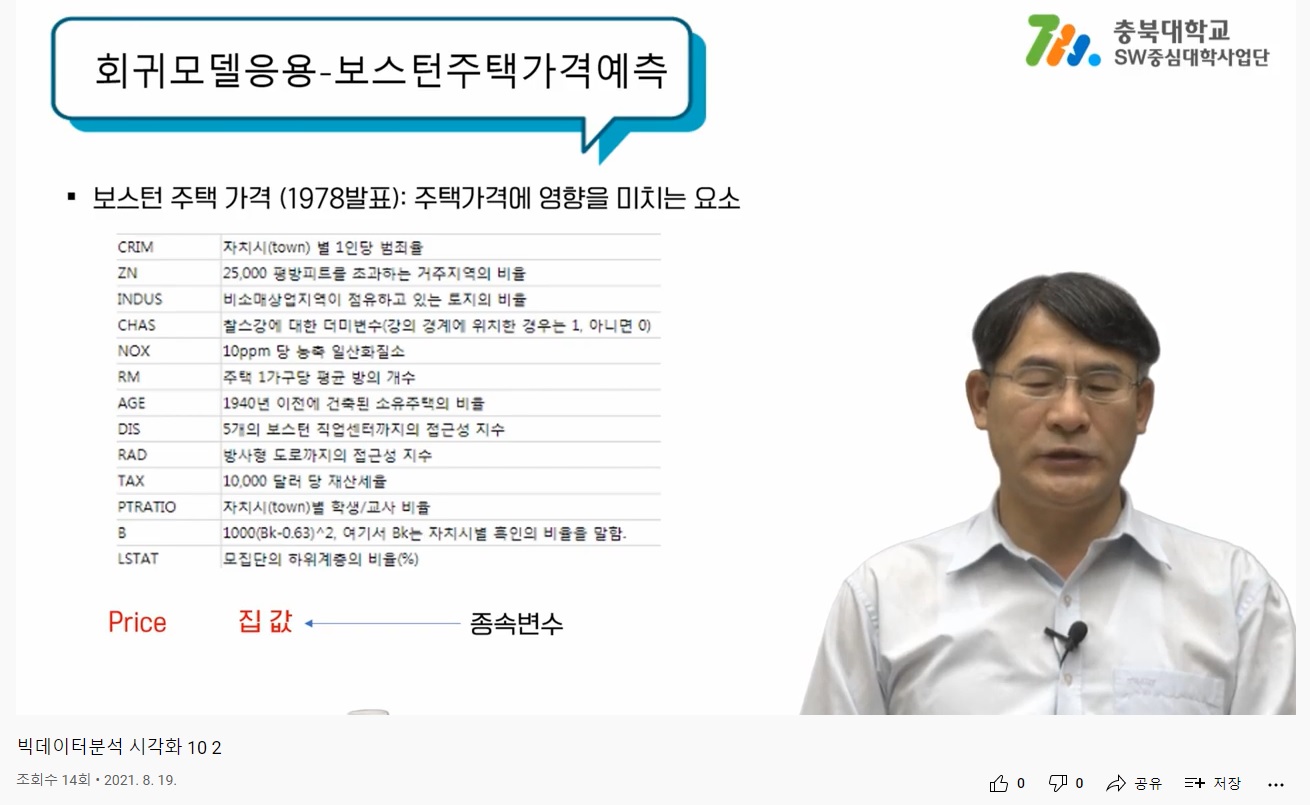 회귀모델응용-보스턴주택가격예측
충북대학교
SW중심대학사업단
▪ 보스턴 주택 가격 (1978발표): 주택가격에 영향을 미치는 요소
CRIM 자치시(town) 별 1인당 범죄율
ZN 25,000 평방피트를 초과하는 거주지역의 비율
INDUS 비소매상업지역이 점유하고 있는 토지의 비율
CHAS 찰스강에 대한 더미변수(강의 경계에 위치한 경우는 1, 아니면 0)
NOX 10ppm 당 농축 일산화질소
RM 주택 1가구당 평균 방의 개수
AGE 1940년 이전에 건축된 소유주택의 비율
DIS 5개의 보스턴 직업센터까지의 접근성 지수
RAD 방사형 도로까지의 접근성 지수
TAX 10,000 달러 당 재산세율
PTRATIO 자치시(town)별 학생/교사 비율
B 1000(Bk-0.63)^2, 여기서 Bk는 자치시별 흑인의 비율을 말함.
LSTAT 모집단의 하위계층의 비율(%)
Price 집 값 종속변수
빅데이터분석 시각화 10 2
조회수 14회 • 2021. 8. 19.
0 0 공유 저장